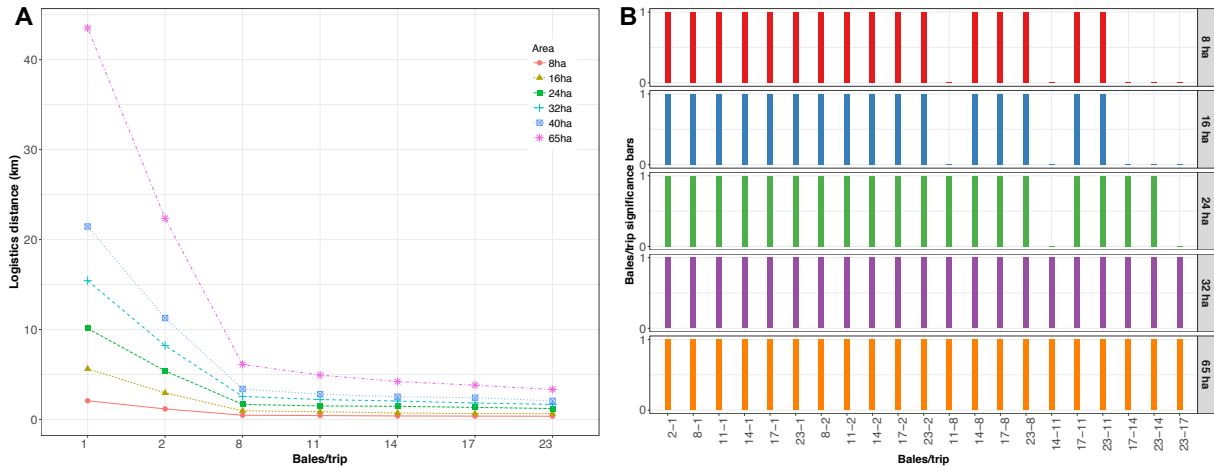 A
Logistics distance (km)
40
30
20
10
0
Area
8ha
16ha
24ha
32ha
40ha
65ha
1 2 8 11 14 17 23
Bales/trip
B
Bales/trip significance bars
1
0
8 ha
1
0
16 ha
1
0
24 ha
1
0
32 ha
1
0
65 ha
2−1 8−1 11−1 14−1 17−1 23−1 8−2 11−2 14−2 17−2 23−2 11−8 14−8 17−8 23−8 14−11 17−11 23−11 17−14 23−14 23−17
Bales/trip